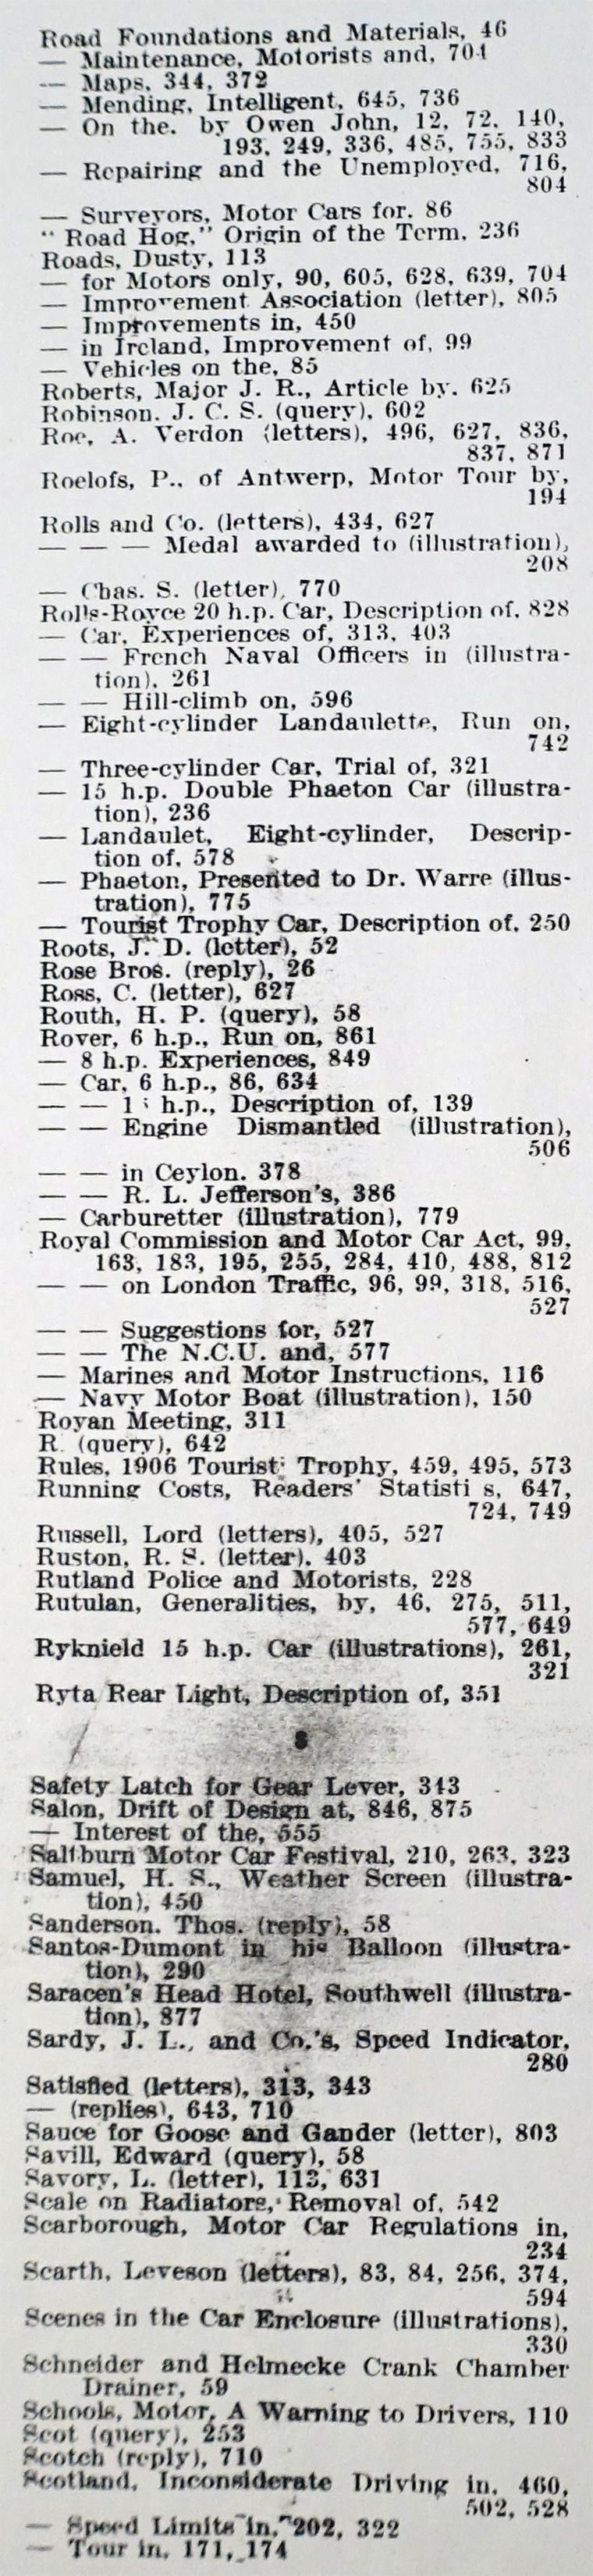 Road Foundations and Materials, 46
— Maintenance, Motorists and, 704
— Maps, 344, 372
— Mending, Intelligent, 645, 736
— On the, by Owen John, 12, 72, 140,
193, 249, 336, 485, 755, 833
— Repairing and the Unemployed, 716,
804
— Surveyors, Motor Cars for, 86
“ Road Hog,” Origin of the Term, 236
Roads, Dusty, 113
— for Motors only, 90, 605, 628, 639, 704
— Improvement Association (letter), 805
— Improvements in, 450
— in Ireland, Improvement of, 99
— Vehicles on the, 85
Roberts, Major J. R., Article by, 625
Robinson, J. C. S. (query), 602
Roe, A. Verdon (letters), 496, 627, 836,
837, 871
Roelofs, P., of Antwerp, Motor Tour by,
194
Rolls and Co. (letters), 434, 627
— — — Medal awarded to (illustration),
208
— Chas. S. (letter), 770
Rolls-Royce 20 h.p. Car, Description of, 828
— Car, Experiences of, 313, 403
— — French Naval Officers in (illustra-
tion), 261
— — Hill-climb on, 596
— Eight-cylinder Landaulette, Run on,
742
— Three-cylinder Car, Trial of, 321
— 15 h.p. Double Phaeton Car (illustra-
tion), 236
— Landaulet, Eight-cylinder, Descrip-
tion of, 578
— Phaeton, Presented to Dr. Warre (illus-
tration), 775
— Tourist Trophy Car, Description of, 250
Roots, J. D. (letter), 52
Rose Bros. (reply), 26
Ross, C. (letter), 627
Routh, H. P. (query), 58
Rover, 6 h.p., Run on, 861
— 8 h.p. Experiences, 849
— Car, 6 h.p., 86, 634
— — h.p., Description of, 139
— — Engine Dismantled (illustration),
506
— — in Ceylon, 378
— — R. L. Jefferson's, 386
— Carburetter (illustration), 779
Royal Commission and Motor Car Act, 99,
163, 183, 195, 255, 284, 410, 488, 812
— — on London Traffic, 96, 99, 318, 516,
527
— — Suggestions for, 527
— — The N.C.U. and, 577
— Marines and Motor Instructions, 116
— Navy Motor Boat (illustration), 150
Royan Meeting, 311
R. (query), 642
Rules, 1906 Tourist Trophy, 459, 495, 573
Running Costs, Readers' Statisti s, 647,
724, 749
Russell, Lord (letters), 405, 527
Ruston, R. S. (letter), 403
Rutland Police and Motorists, 228
Rutulan, Generalities, by, 46, 275, 511,
577, 649
Ryknield 15 h.p. Car (illustrations), 261,
321
Ryta Rear Light, Description of, 351
S
Safety Latch for Gear Lever, 343
Salon, Drift of Design at, 846, 875
— Interest of the, 555
Saltburn Motor Car Festival, 210, 263, 323
Samuel, H. S., Weather Screen (illustra-
tion), 450
Sanderson, Thos. (reply), 58
Santos-Dumont in his Balloon (illustra-
tion), 290
Saracen's Head Hotel, Southwell (illustra-
tion), 877
Sardy, J. L., and Co.'s, Speed Indicator,
280
Satisfied (letters), 313, 343
— (replies), 643, 710
Sauce for Goose and Gander (letter), 803
Savill, Edward (query), 58
Savory, L. (letter), 113, 631
Scale on Radiators, Removal of, 542
Scarborough, Motor Car Regulations in,
234
Scarth, Leveson (letters), 83, 84, 256, 374,
594
Scenes in the Car Enclosure (illustrations),
330
Schneider and Helmecke Crank Chamber
Drainer, 59
Schools, Motor, A Warning to Drivers, 110
Scot (query), 253
Scotch (reply), 710
Scotland, Inconsiderate Driving in, 460,
502, 528
— Speed Limits in, 202, 322
— Tour in, 171, 174